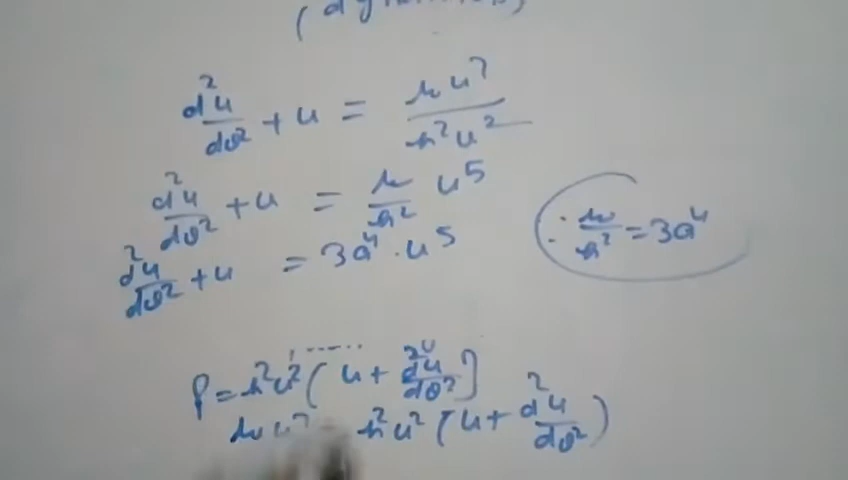 (dynamics)
d²u/dθ² + u = μu⁷/h²u²
d²u/dθ² + u = μ/h² u⁵
∴ μ/h² = 3a⁴
d²u/dθ² + u = 3a⁴ · u⁵
P = h²u² (u + d²u/dθ²)
μu⁷ h²u² (u + d²u/dθ²)